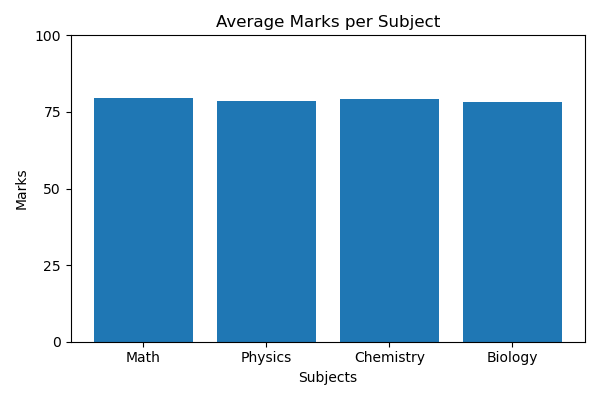 Average Marks per Subject
100
75
50
25
0
Marks
Math Physics Chemistry Biology
Subjects